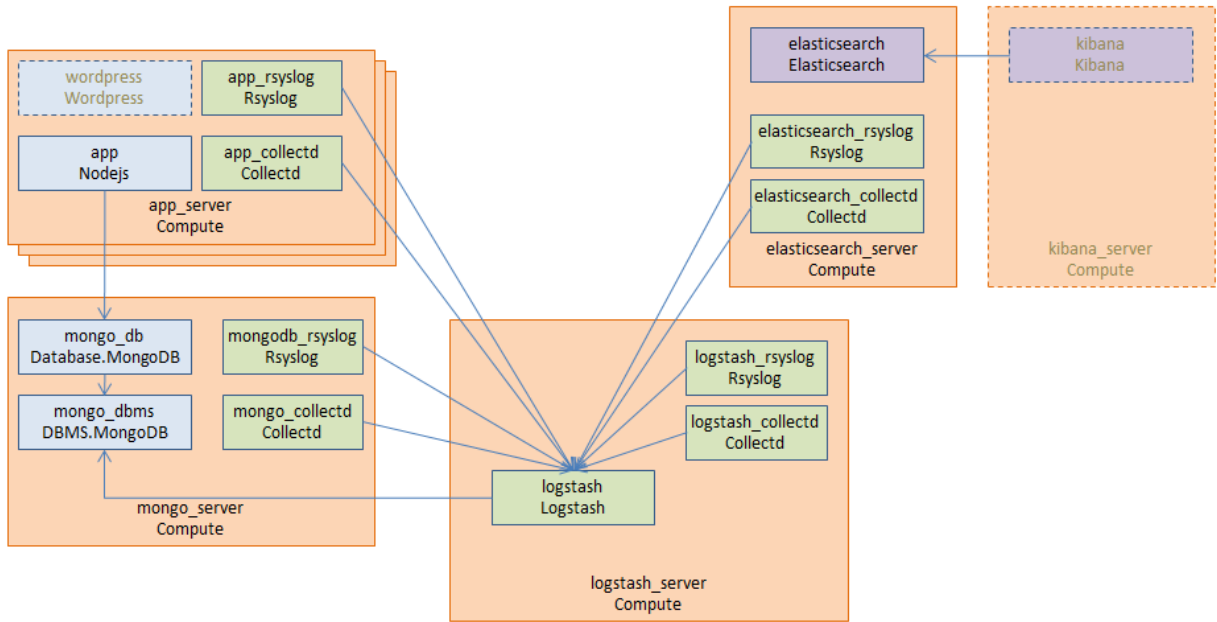 wordpress
Wordpress
app_rsyslog
Rsyslog
app
Nodejs
app_collectd
Collectd
app_server
Compute
mongo_db
Database.MongoDB
mongodb_rsyslog
Rsyslog
mongo_dbms
DBMS.MongoDB
mongo_collectd
Collectd
mongo_server
Compute
logstash_rsyslog
Rsyslog
logstash_collectd
Collectd
logstash
Logstash
logstash_server
Compute
elasticsearch
Elasticsearch
elasticsearch_rsyslog
Rsyslog
elasticsearch_collectd
Collectd
elasticsearch_server
Compute
kibana
Kibana
kibana_server
Compute